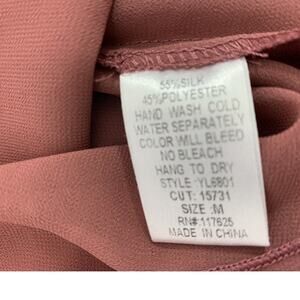 55%SILK
45%POLYESTER
HAND WASH COLD
WATER SEPARATELY
COLOR WILL BLEED
NO BLEACH
HANG TO DRY
STYLE:YL6801
CUT: 15731
SIZE:M
RN#:117625
MADE IN CHINA